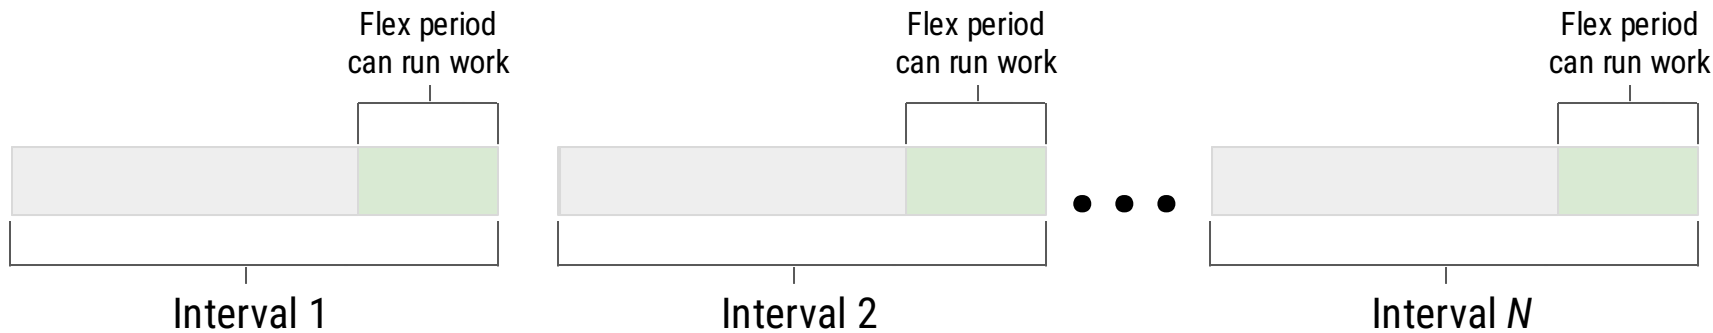 Flex period
can run work
Flex period
can run work
Flex period
can run work
Interval 1
Interval 2
Interval N